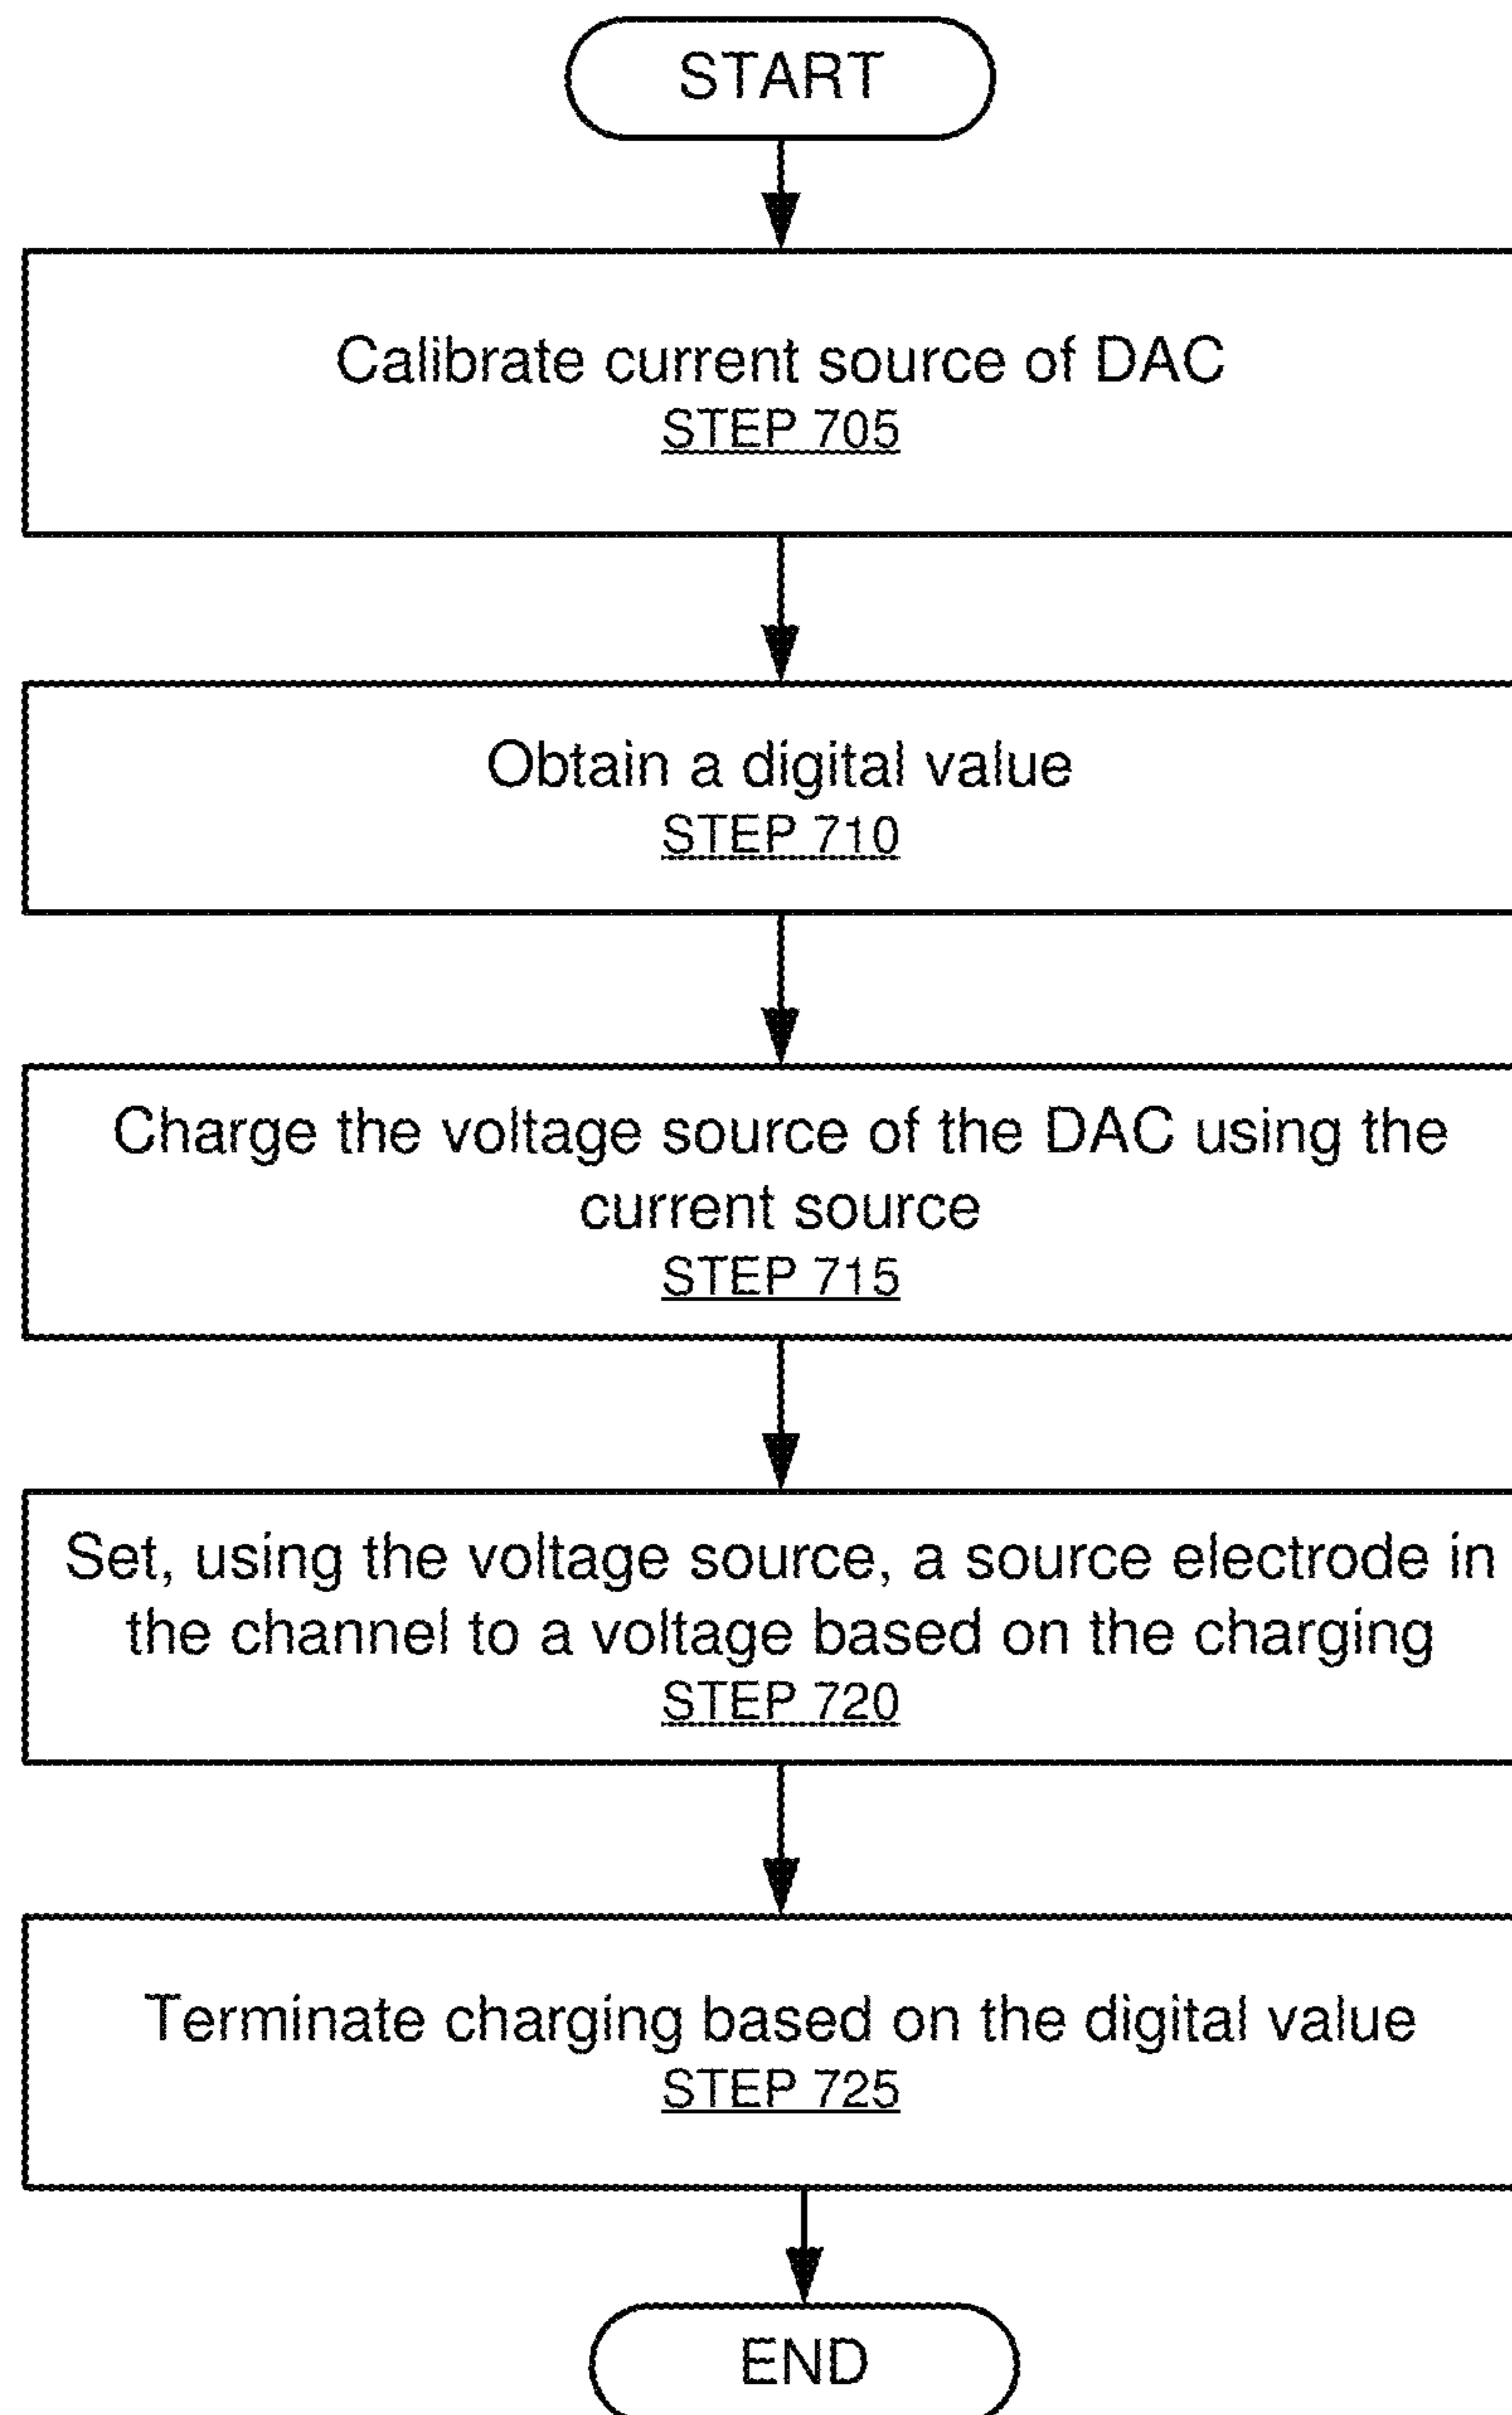 START
Calibrate current source of DAC
STEP 705
Obtain a digital value
STEP 710
Charge the voltage source of the DAC using the
current source
STEP 715
Set, using the voltage source, a source electrode in
the channel to a voltage based on the charging
STEP 720
Terminate charging based on the digital value
STEP 725
END